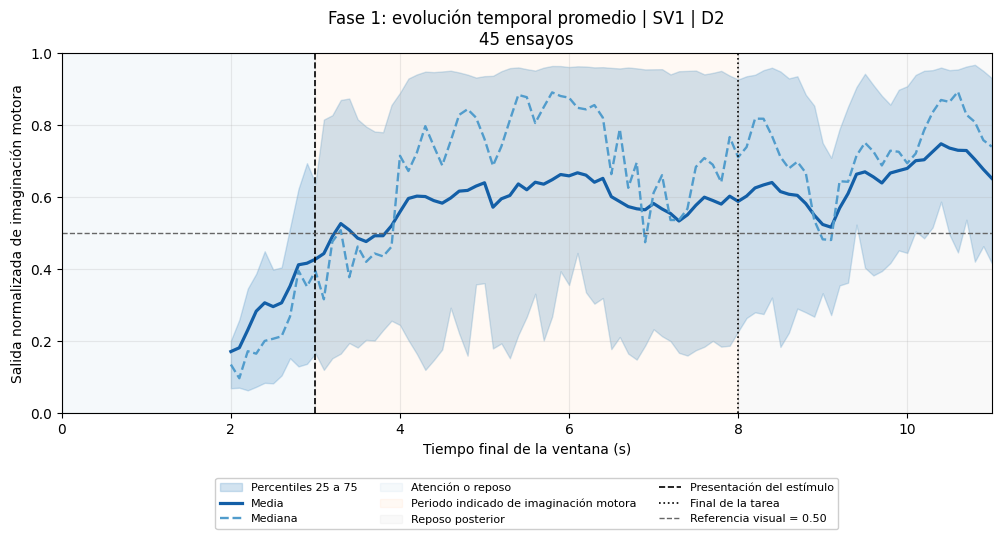 Fase 1: evolución temporal promedio | SV1 | D2
45 ensayos
Salida normalizada de imaginación motora
1.0
0.8
0.6
0.4
0.2
0.0
0 2 4 6 8 10
Tiempo final de la ventana (s)
Percentiles 25 a 75 Atención o reposo Presentación del estímulo
Media Periodo indicado de imaginación motora Final de la tarea
Mediana Reposo posterior Referencia visual = 0.50